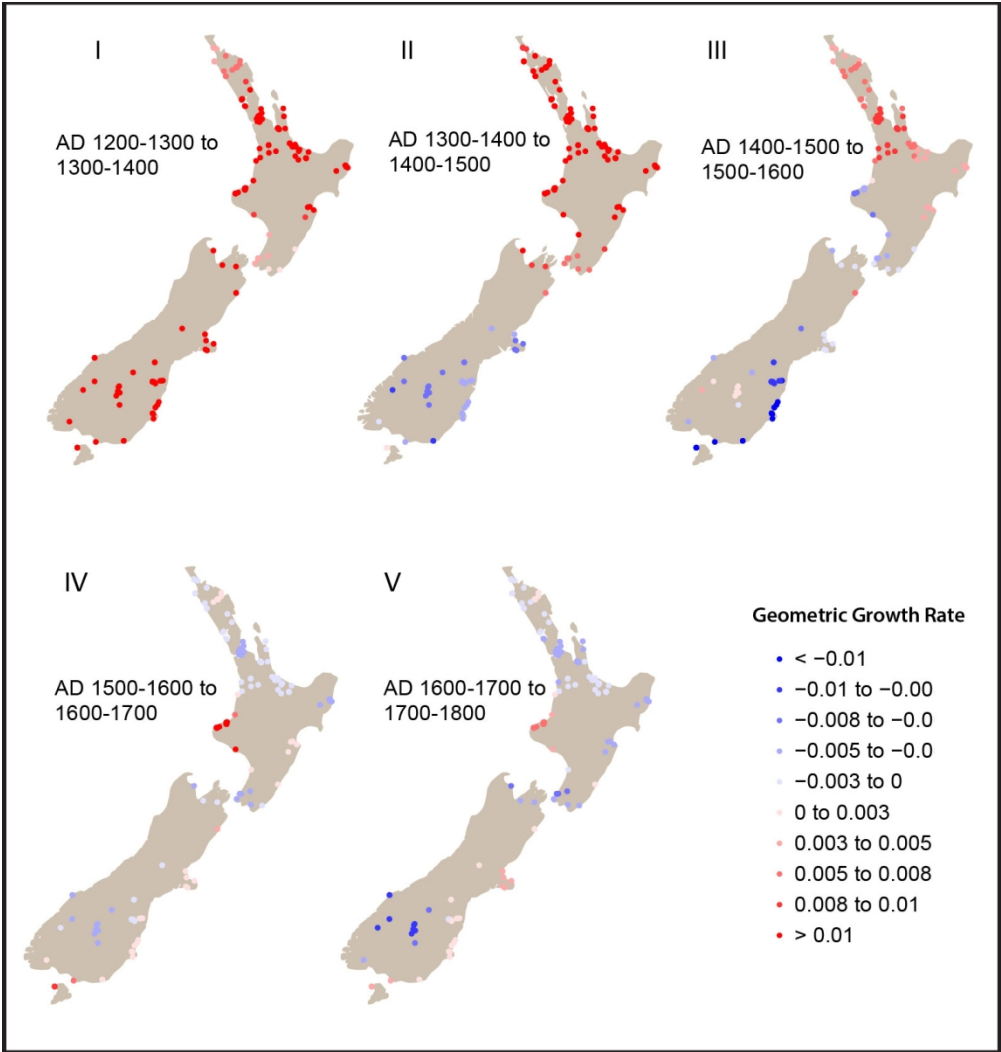 I
AD 1200-1300 to
1300-1400
II
AD 1300-1400 to
1400-1500
III
AD 1400-1500 to
1500-1600
IV
AD 1500-1600 to
1600-1700
V
AD 1600-1700 to
1700-1800
Geometric Growth Rate
< −0.01
−0.01 to −0.00
−0.008 to −0.0
−0.005 to −0.0
−0.003 to 0
0 to 0.003
0.003 to 0.005
0.005 to 0.008
0.008 to 0.01
> 0.01